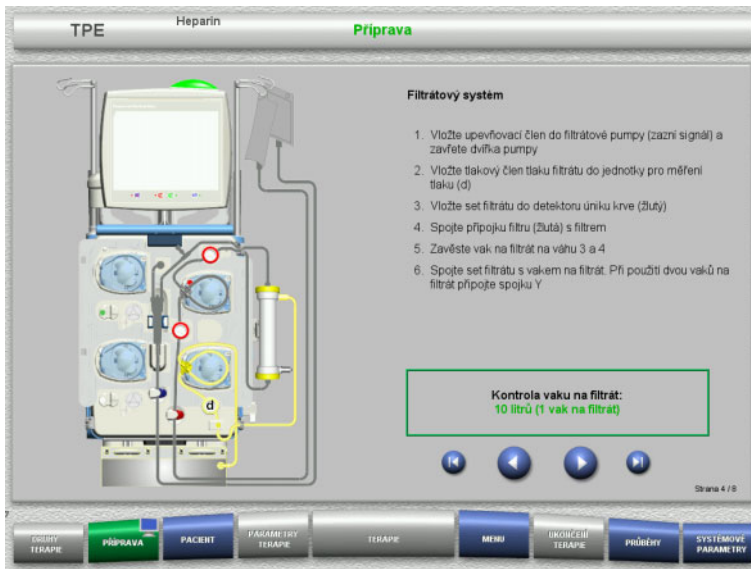 TPE
Heparin
Příprava
Filtrátový systém
1. Vložte upevňovací člen do filtrátové pumpy (zazní signál) a
zavřete dvířka pumpy
2. Vložte tlakový člen tlaku filtrátu do jednotky pro měření
tlaku (d)
3. Vložte set filtrátu do detektoru úniku krve (žlutý)
4. Spojte přípojku filtru (žlutá) s filtrem
5. Zavěste vak na filtrát na váhu 3 a 4
6. Spojte set filtrátu s vakem na filtrát. Při použití dvou vaků na
filtrát připojte spojku Y
d
Kontrola vaku na filtrát:
10 litrů (1 vak na filtrát)
Strana 4 / 8
DRUHY
TERAPIE
PŘÍPRAVA
PACIENT
PARAMETRY
TERAPIE
TERAPIE
MENU
UKONČENÍ
TERAPIE
PRŮBĚHY
SYSTÉMOVÉ
PARAMETRY